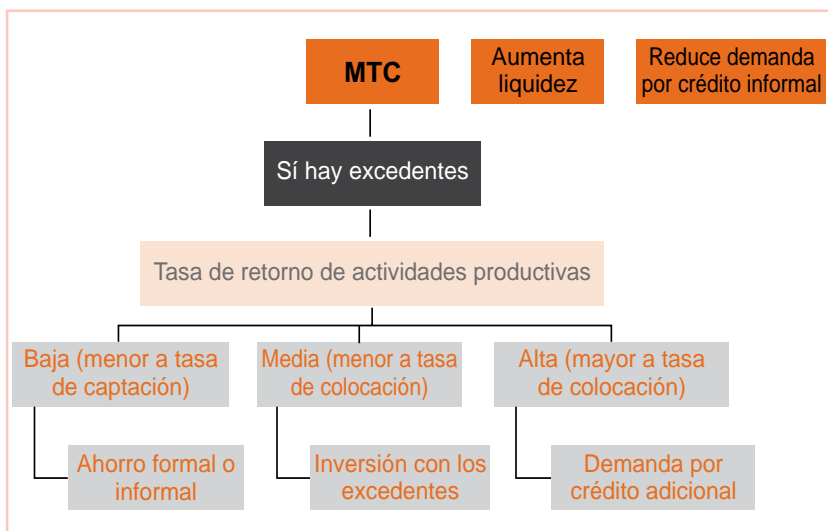 MTC
Aumenta
liquidez
Reduce demanda
por crédito informal
Sí hay excedentes
Tasa de retorno de actividades productivas
Baja (menor a tasa
de captación)
Media (menor a tasa
de colocación)
Alta (mayor a tasa
de colocación)
Ahorro formal o
informal
Inversión con los
excedentes
Demanda por
crédito adicional